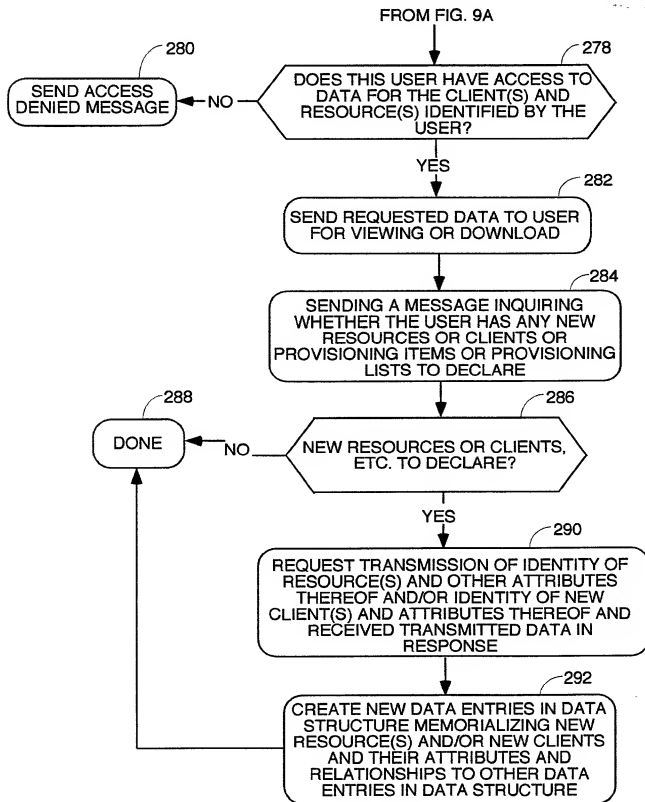 FROM FIG. 9A
280
278
SEND ACCESS
DENIED MESSAGE
NO
DOES THIS USER HAVE ACCESS TO
DATA FOR THE CLIENT(S) AND
RESOURCE(S) IDENTIFIED BY THE
USER?
YES
282
SEND REQUESTED DATA TO USER
FOR VIEWING OR DOWNLOAD
284
SENDING A MESSAGE INQUIRING
WHETHER THE USER HAS ANY NEW
RESOURCES OR CLIENTS OR
PROVISIONING ITEMS OR PROVISIONING
LISTS TO DECLARE
288
286
DONE
NO
NEW RESOURCES OR CLIENTS,
ETC. TO DECLARE?
YES
290
REQUEST TRANSMISSION OF IDENTITY OF
RESOURCE(S) AND OTHER ATTRIBUTES
THEREOF AND/OR IDENTITY OF NEW
CLIENT(S) AND ATTRIBUTES THEREOF AND
RECEIVED TRANSMITTED DATA IN
RESPONSE
292
CREATE NEW DATA ENTRIES IN DATA
STRUCTURE MEMORIALIZING NEW
RESOURCE(S) AND/OR NEW CLIENTS
AND THEIR ATTRIBUTES AND
RELATIONSHIPS TO OTHER DATA
ENTRIES IN DATA STRUCTURE